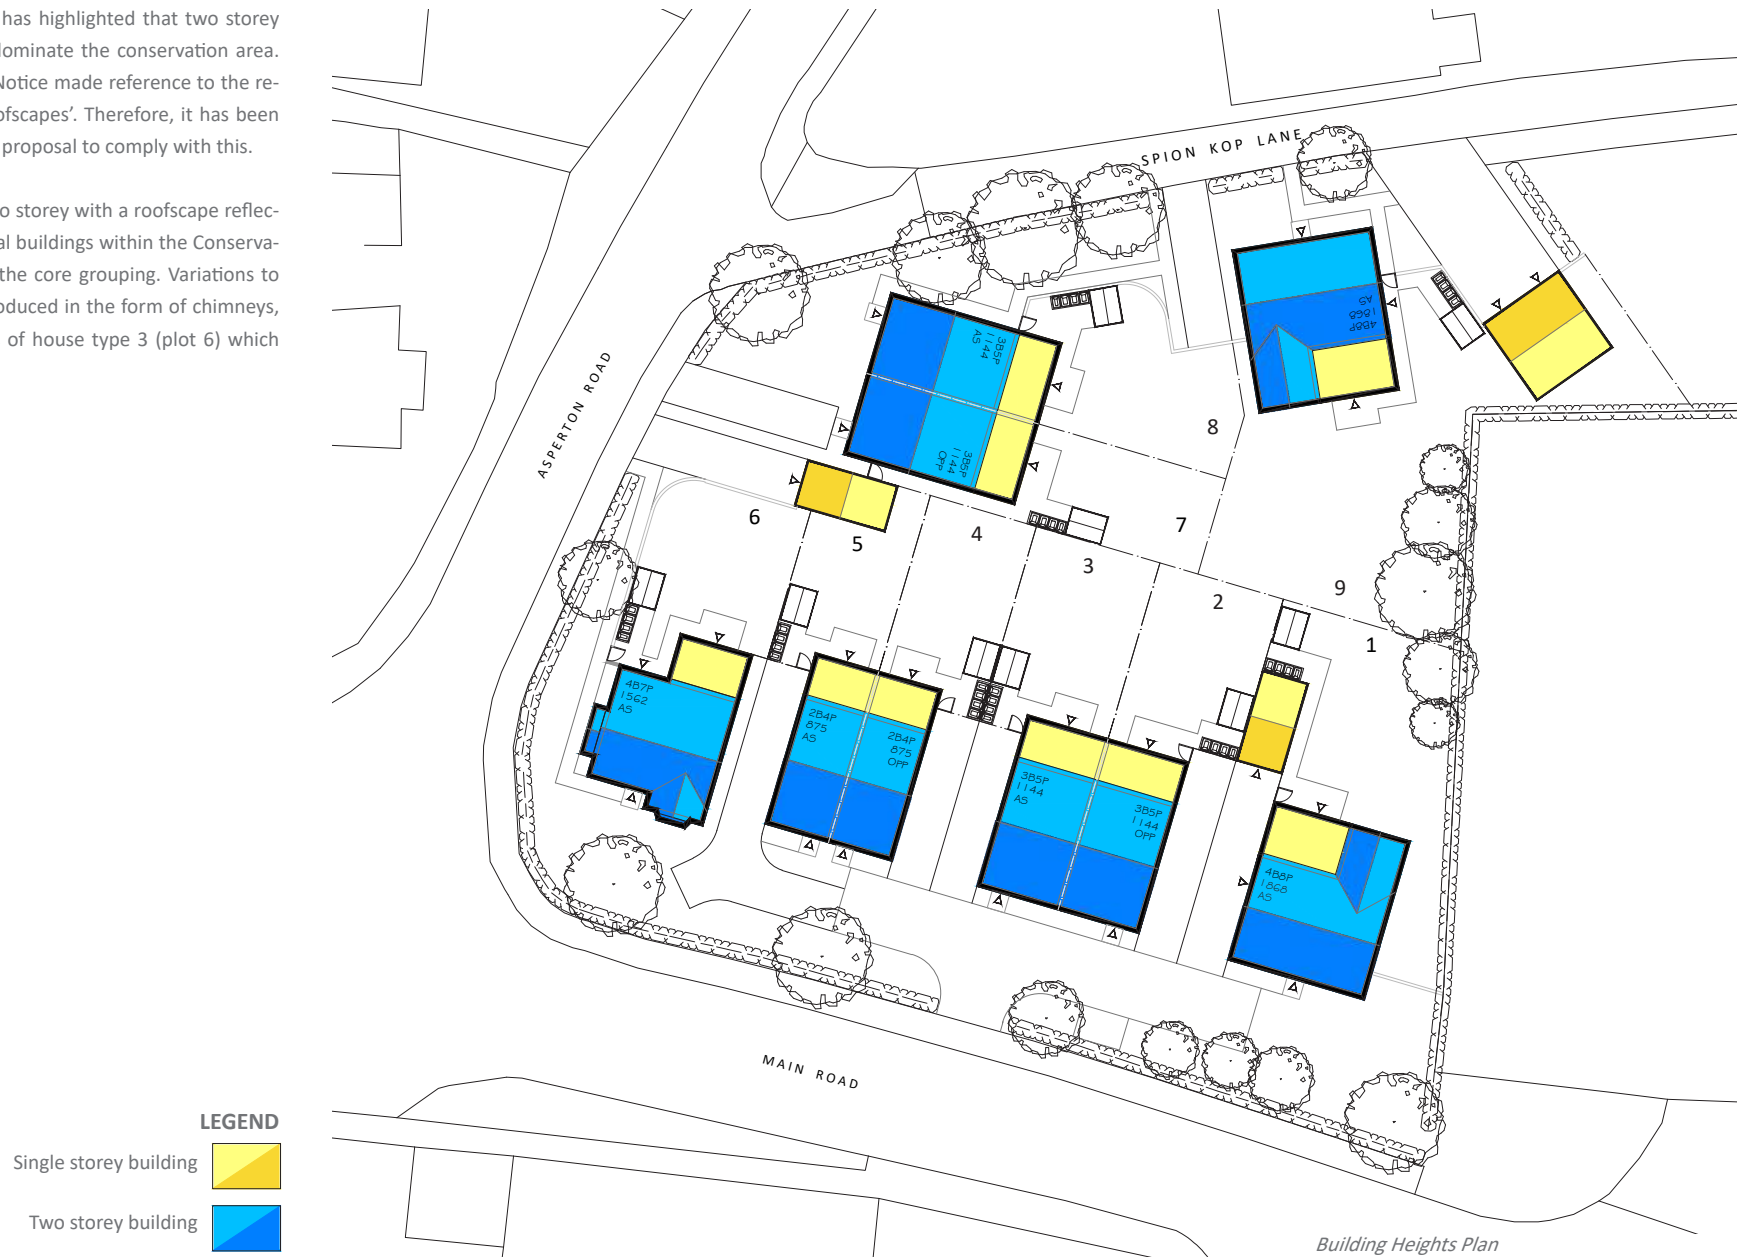 has highlighted that two storey
lominate the conservation area.
Notice made reference to the re-
ofscapes’. Therefore, it has been
proposal to comply with this.
o storey with a roofscape reflec-
al buildings within the Conserva-
the core grouping. Variations to
oduced in the form of chimneys,
of house type 3 (plot 6) which
SPION KOP LANE
ASPERTON ROAD
4B8P
1868
AS
3B5P
1144
AS
3B5P
1144
OPP
8
7
6
5
4
3
2
9
1
4B7P
1562
AS
2B4P
875
AS
2B4P
875
OPP
3B5P
1144
AS
3B5P
1144
OPP
4B8P
1868
AS
MAIN ROAD
LEGEND
Single storey building
Two storey building
Building Heights Plan